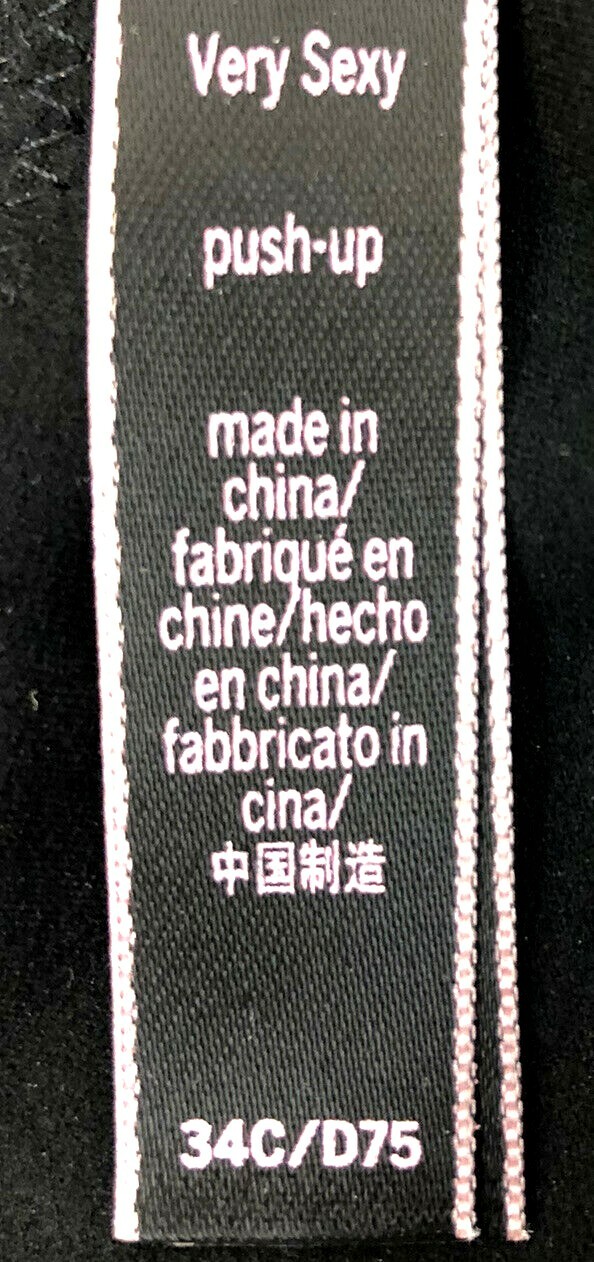 Very Sexy
push-up
made in
china/
fabriqué en
chine/hecho
en china/
fabbricato in
cina/
中国制造
34C/D75